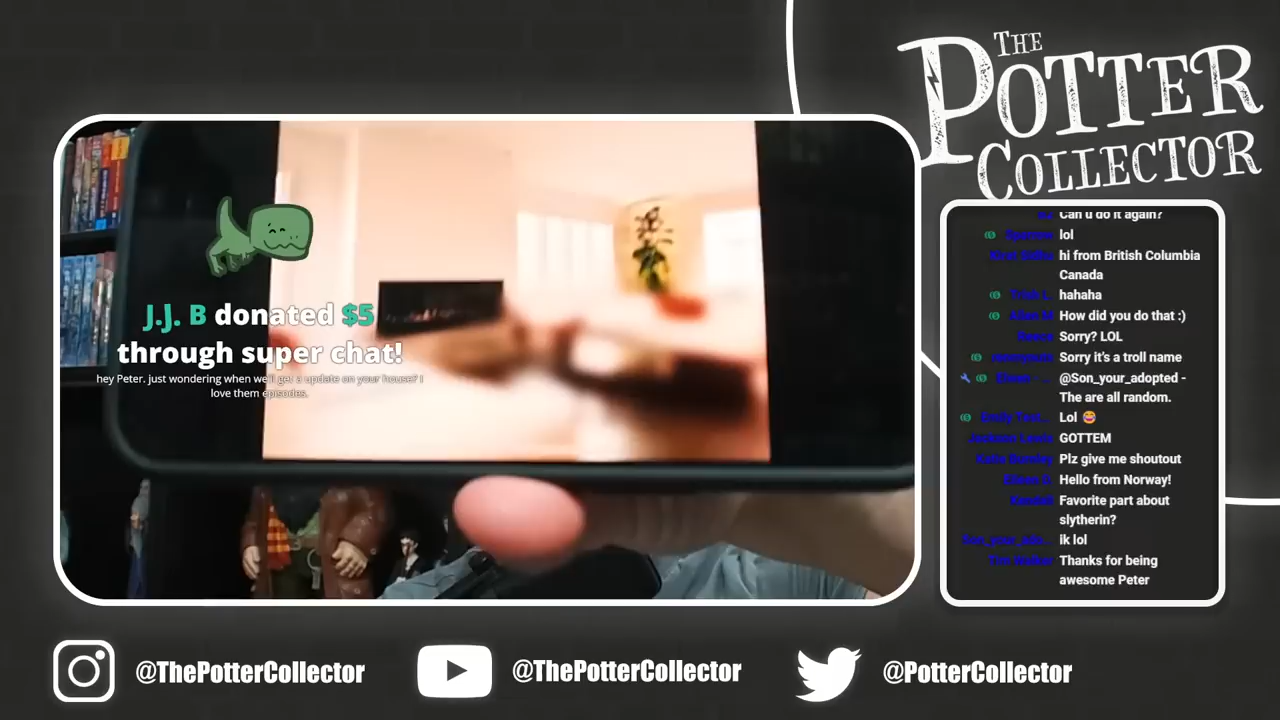 THE
POTTER
COLLECTOR
J.J. B donated $5
through super chat!
hey Peter. just wondering when we'll get a update on your house? I
love them episodes.
Can u do it again?
lol
hi from British Columbia
Canada
hahaha
How did you do that :)
Sorry? LOL
Sorry it's a troll name
@Son_your_adopted -
The are all random.
Lol 😅
GOTTEM
Plz give me shoutout
Hello from Norway!
Favorite part about
slytherin?
ik lol
Thanks for being
awesome Peter
@ThePotterCollector
@ThePotterCollector
@PotterCollector